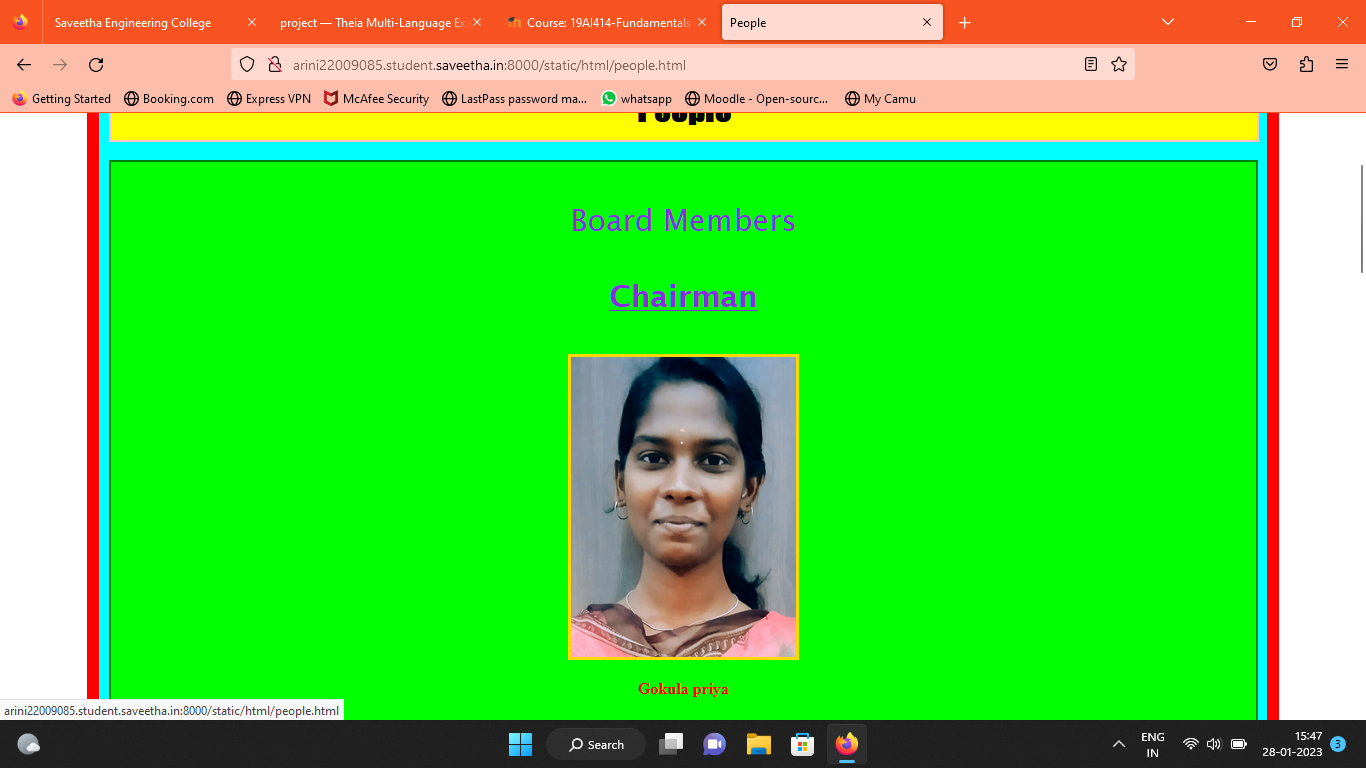 Saveetha Engineering College
project — Theia Multi-Language Exa
Course: 19AI414-Fundamentals
People
arini22009085.student.saveetha.in:8000/static/html/people.html
Getting Started
Booking.com
Express VPN
McAfee Security
LastPass password ma...
whatsapp
Moodle - Open-sourc...
My Camu
People
Board Members
Chairman
Gokula priya
arini22009085.student.saveetha.in:8000/static/html/people.html
Search
ENG
IN
15:47
28-01-2023
3